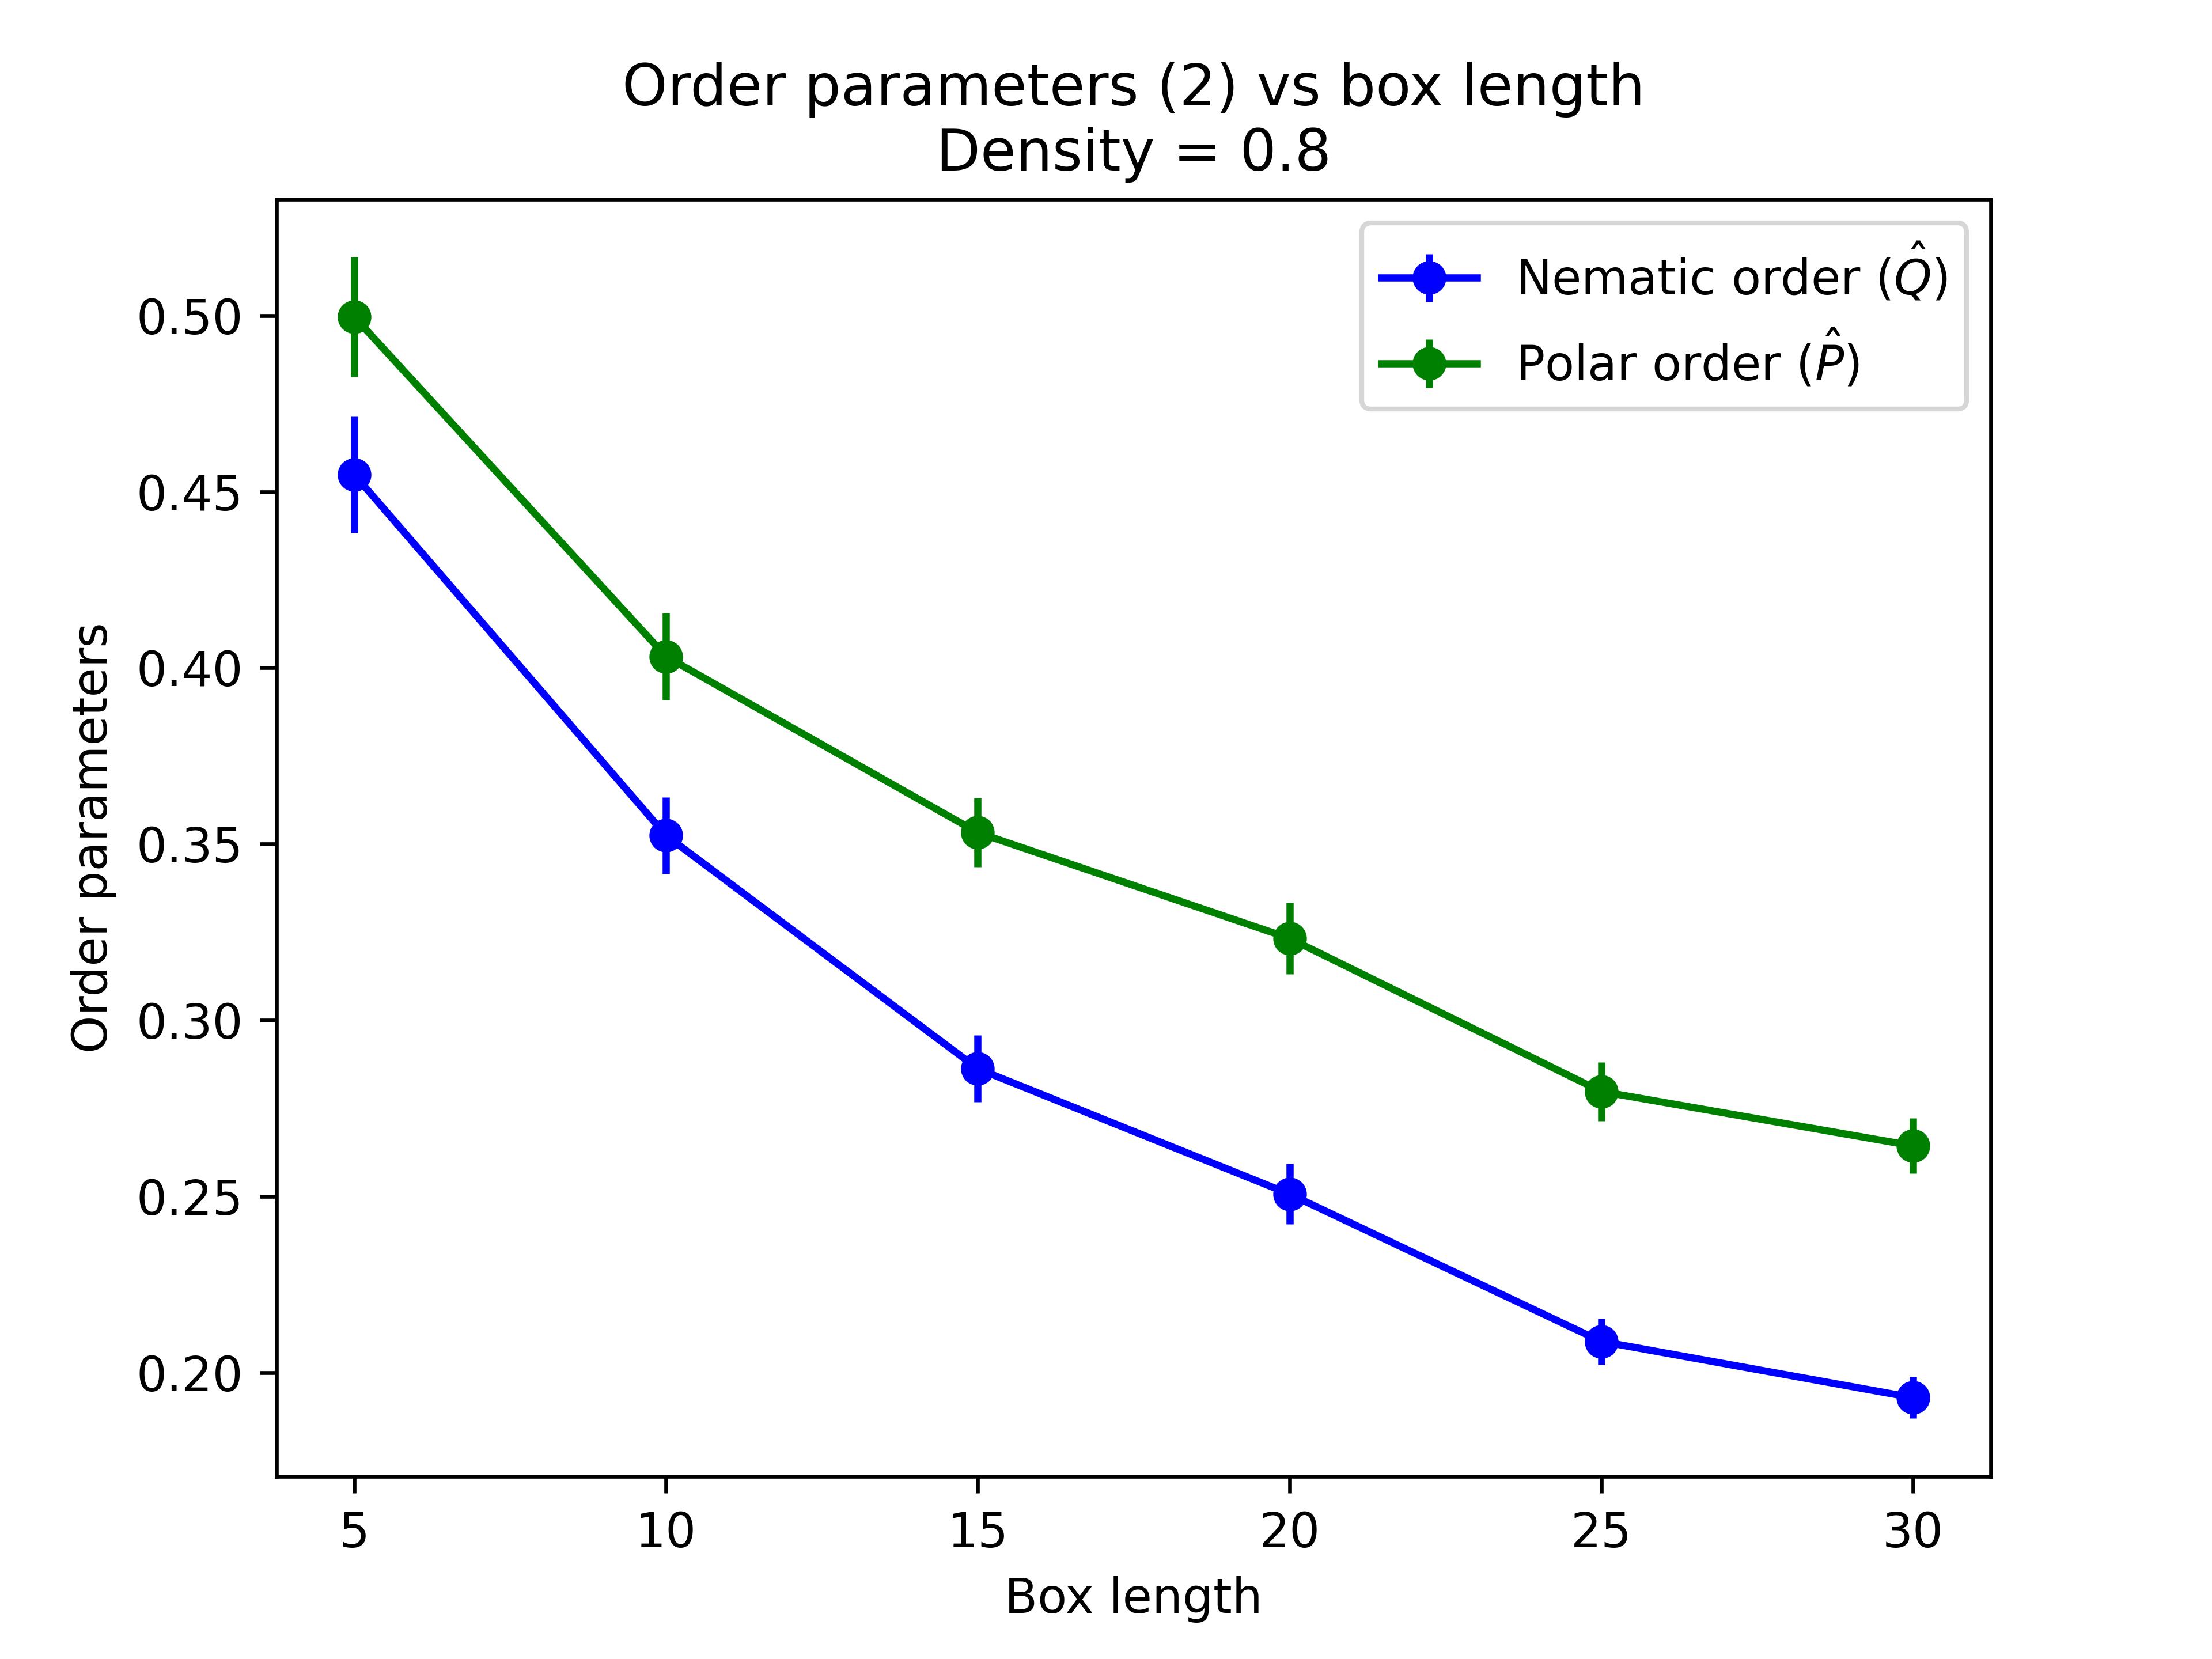 Order parameters (2) vs box length
Density = 0.8
Nematic order (Q̂)
Polar order (P̂)
Order parameters
0.50
0.45
0.40
0.35
0.30
0.25
0.20
5 10 15 20 25 30
Box length